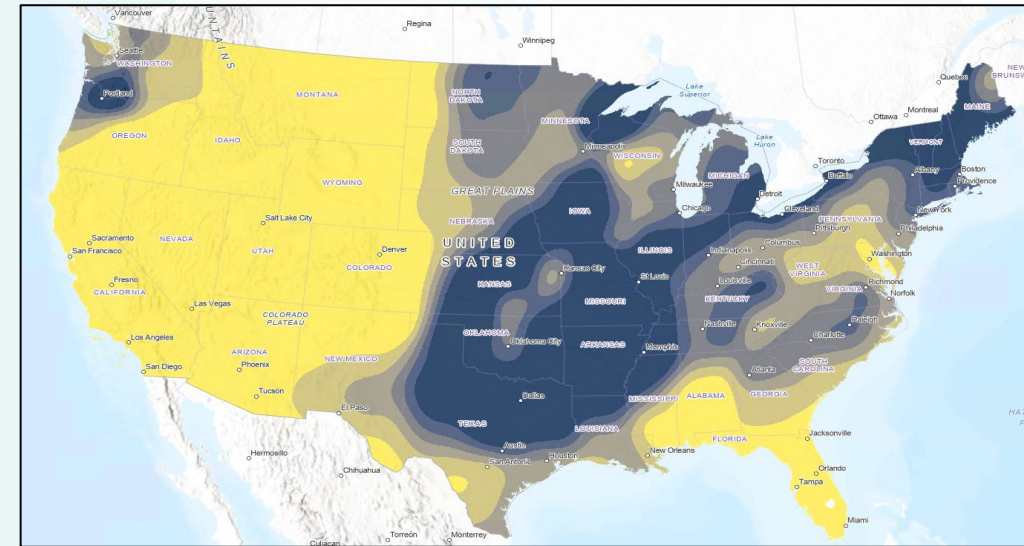 Vancouver
Regina
Winnipeg
Seattle
WASHINGTON
UNTAINS
Portland
OREGON
IDAHO
MONTANA
NORTH
DAKOTA
SOUTH
DAKOTA
MINNESOTA
Minneapolis
WISCONSIN
Lake
Superior
Lake
Huron
MICHIGAN
Quebec
Montreal
Ottawa
Toronto
NEW
BRUNSW
MAINE
VERMONT
Albany
Boston
Providence
Buffalo
Detroit
Cleveland
New York
Philadelphia
PENNSYLVANIA
Pittsburgh
Milwaukee
Chicago
WYOMING
GREAT PLAINS
NEBRASKA
IOWA
ILLINOIS
Indianapolis
Columbus
Cincinnati
WEST
VIRGINIA
Washington
Richmond
Norfolk
VIRGINIA
Sacramento
San Francisco
NEVADA
Salt Lake City
UTAH
Denver
COLORADO
UNITED
STATES
KANSAS
Kansas City
St Louis
MISSOURI
Louisville
KENTUCKY
Fresno
CALIFORNIA
Las Vegas
COLORADO
PLATEAU
OKLAHOMA
Oklahoma City
ARKANSAS
Memphis
Nashville
Knoxville
Charlotte
Raleigh
Los Angeles
San Diego
ARIZONA
Phoenix
Tucson
NEW MEXICO
El Paso
TEXAS
Dallas
Austin
San Antonio
Houston
LOUISIANA
MISSISSIPPI
ALABAMA
Atlanta
GEORGIA
SOUTH
CAROLINA
New Orleans
FLORIDA
Jacksonville
Orlando
Tampa
Miami
Hermosillo
Chihuahua
Torreón
Monterrey
Culiacan
HAT